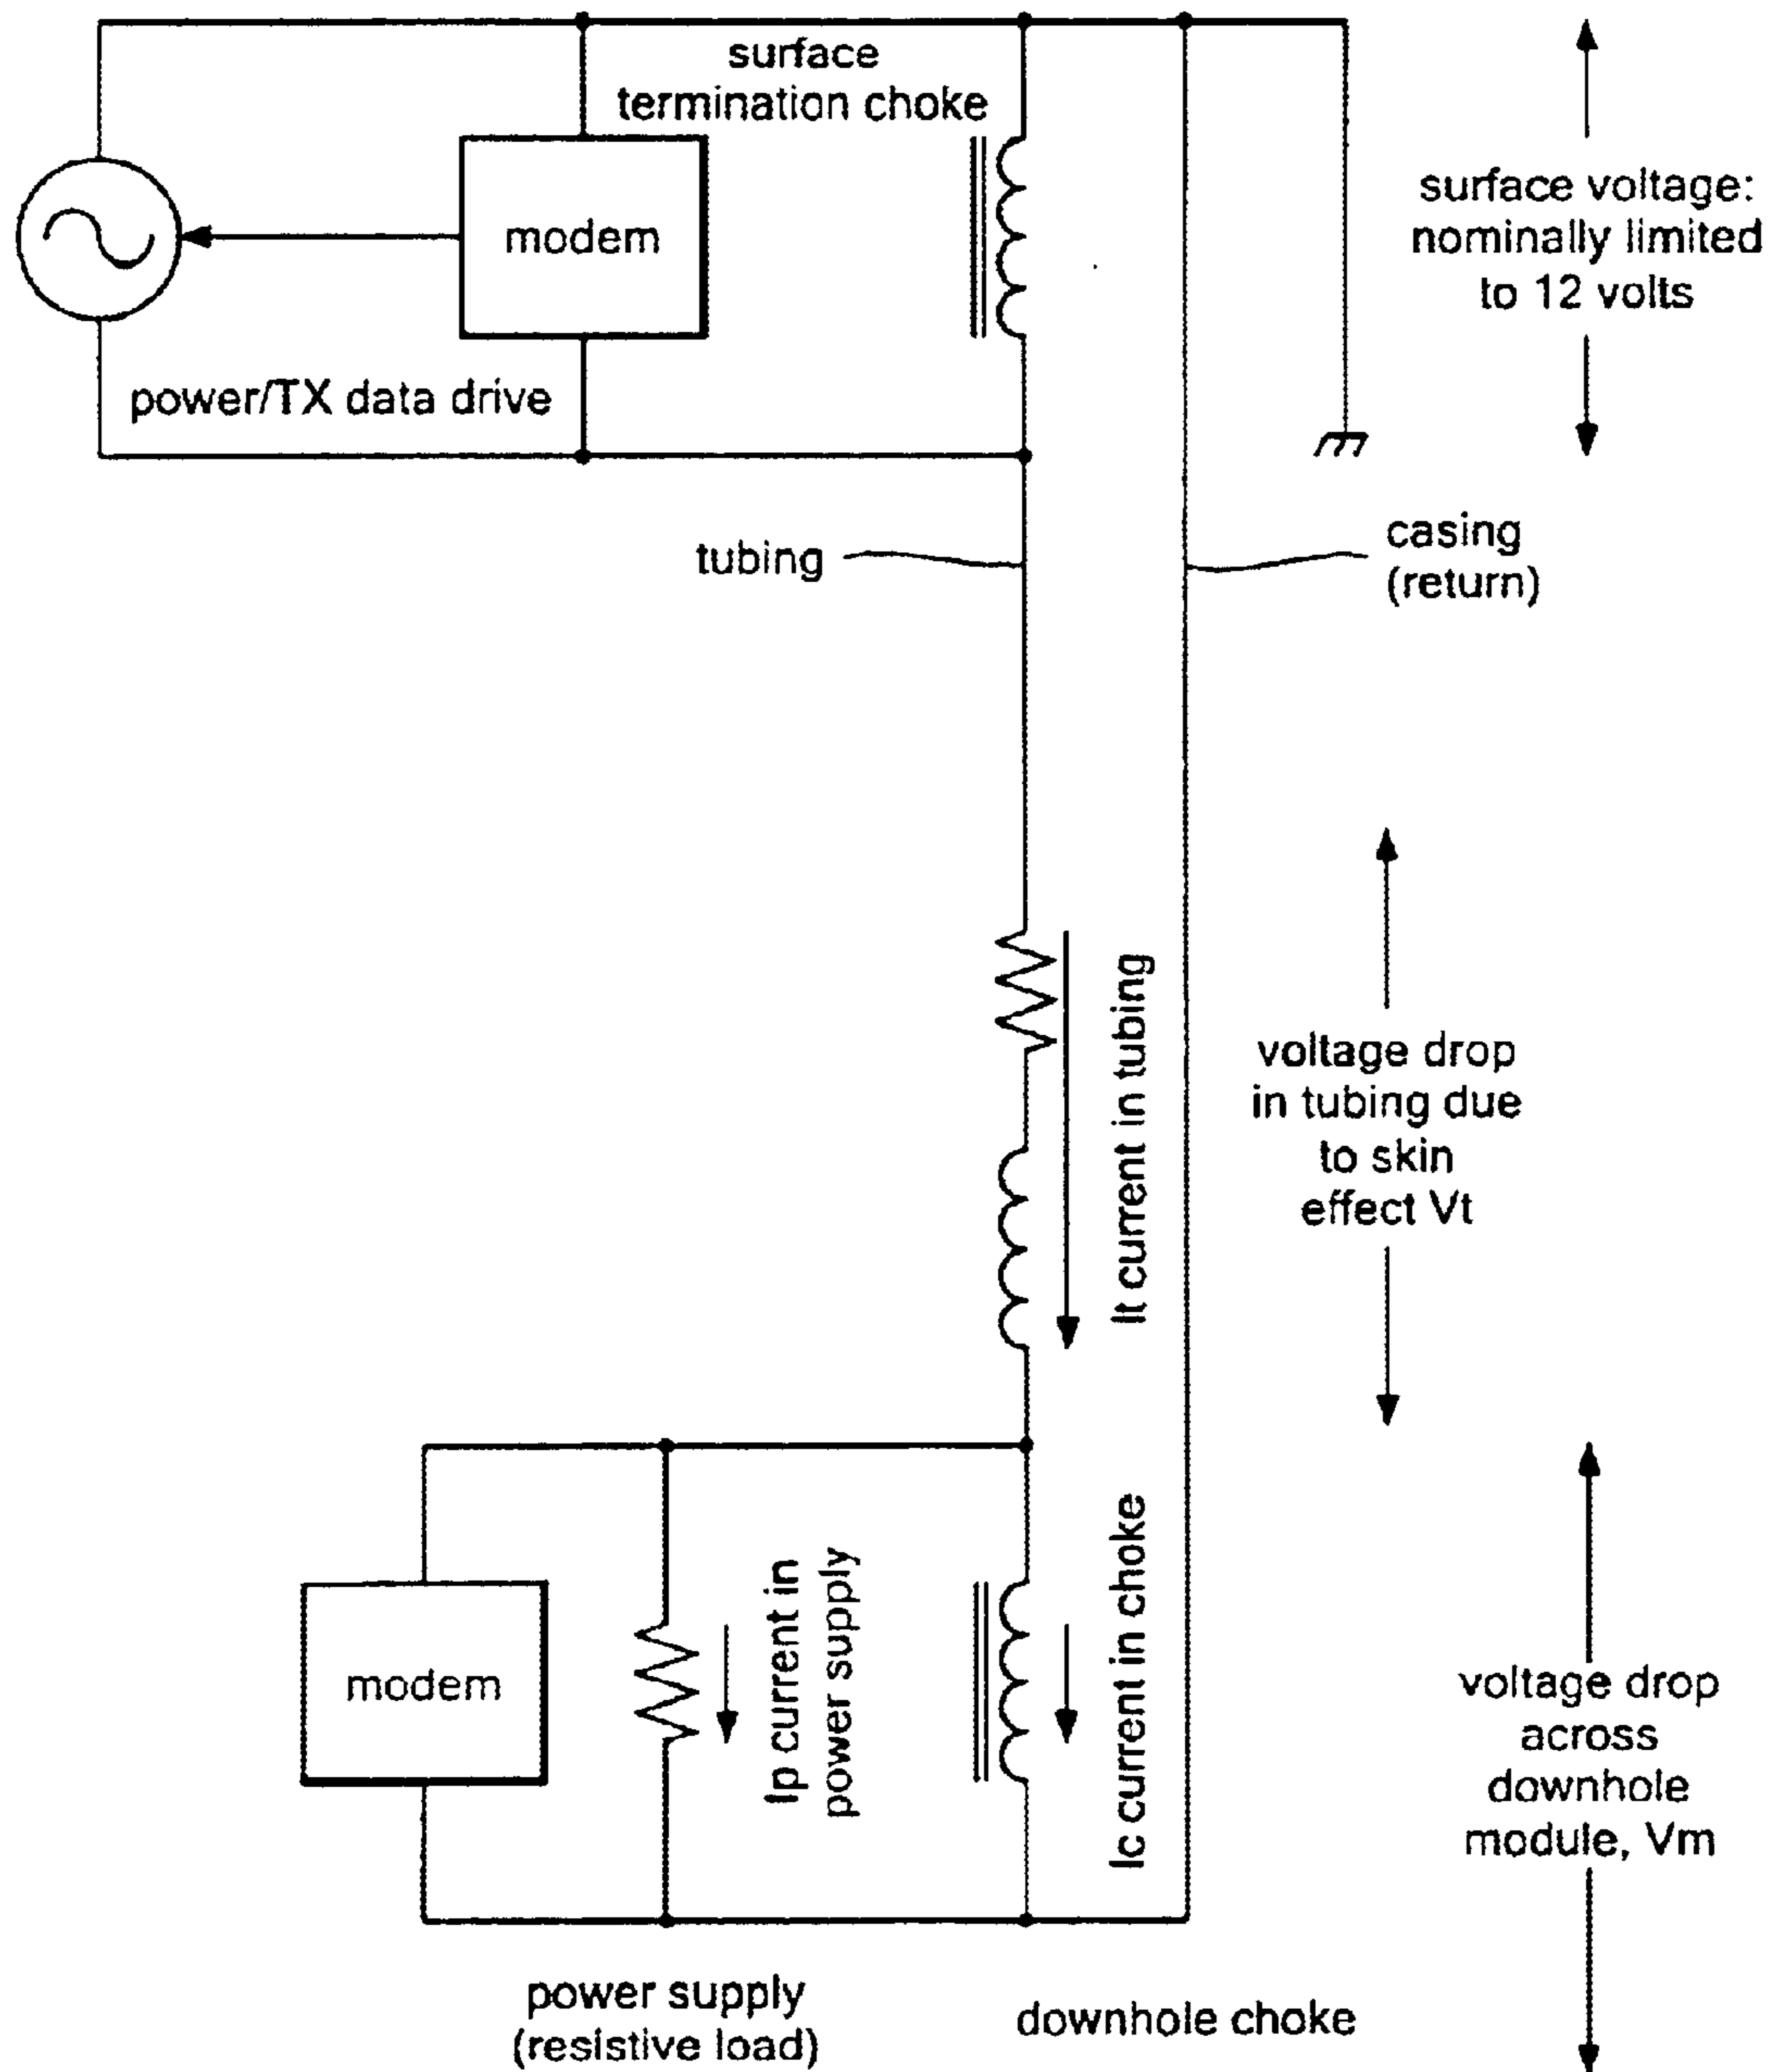 surface
termination choke
modem
surface voltage:
nominally limited
to 12 volts
power/TX data drive
tubing
casing
(return)
It current in tubing
voltage drop
in tubing due
to skin
effect Vt
modem
Ip current in
power supply
Ic current in choke
voltage drop
across
downhole
module, Vm
power supply
(resistive load)
downhole choke